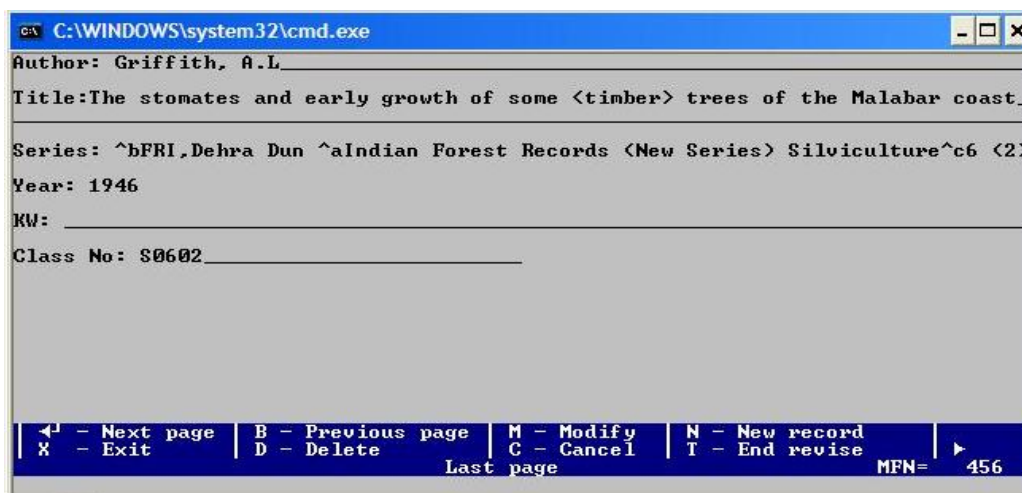 C:\WINDOWS\system32\cmd.exe
Author: Griffith, A.L
Title:The stomates and early growth of some <timber> trees of the Malabar coast
Series: ^bFRI,Dehra Dun ^aIndian Forest Records <New Series> Silviculture^c6 <2>
Year: 1946
KW:
Class No: S0602
◄┘ - Next page | B - Previous page | M - Modify | N - New record
X - Exit | D - Delete | C - Cancel | T - End revise
Last page MFN= 456